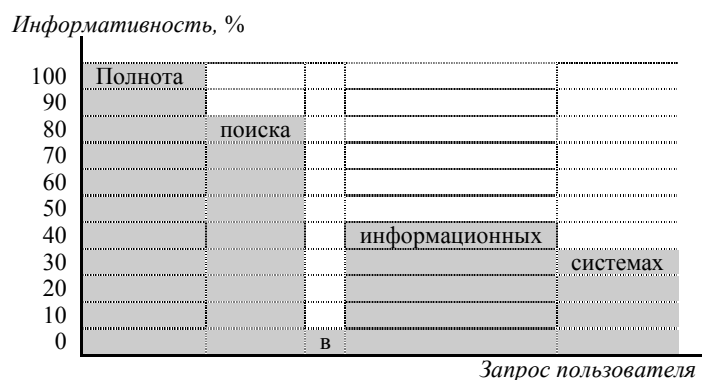 Информативность, %
100 Полнота
90
80 поиска
70
60
50
40 информационных
30 системах
20
10
0 в
Запрос пользователя